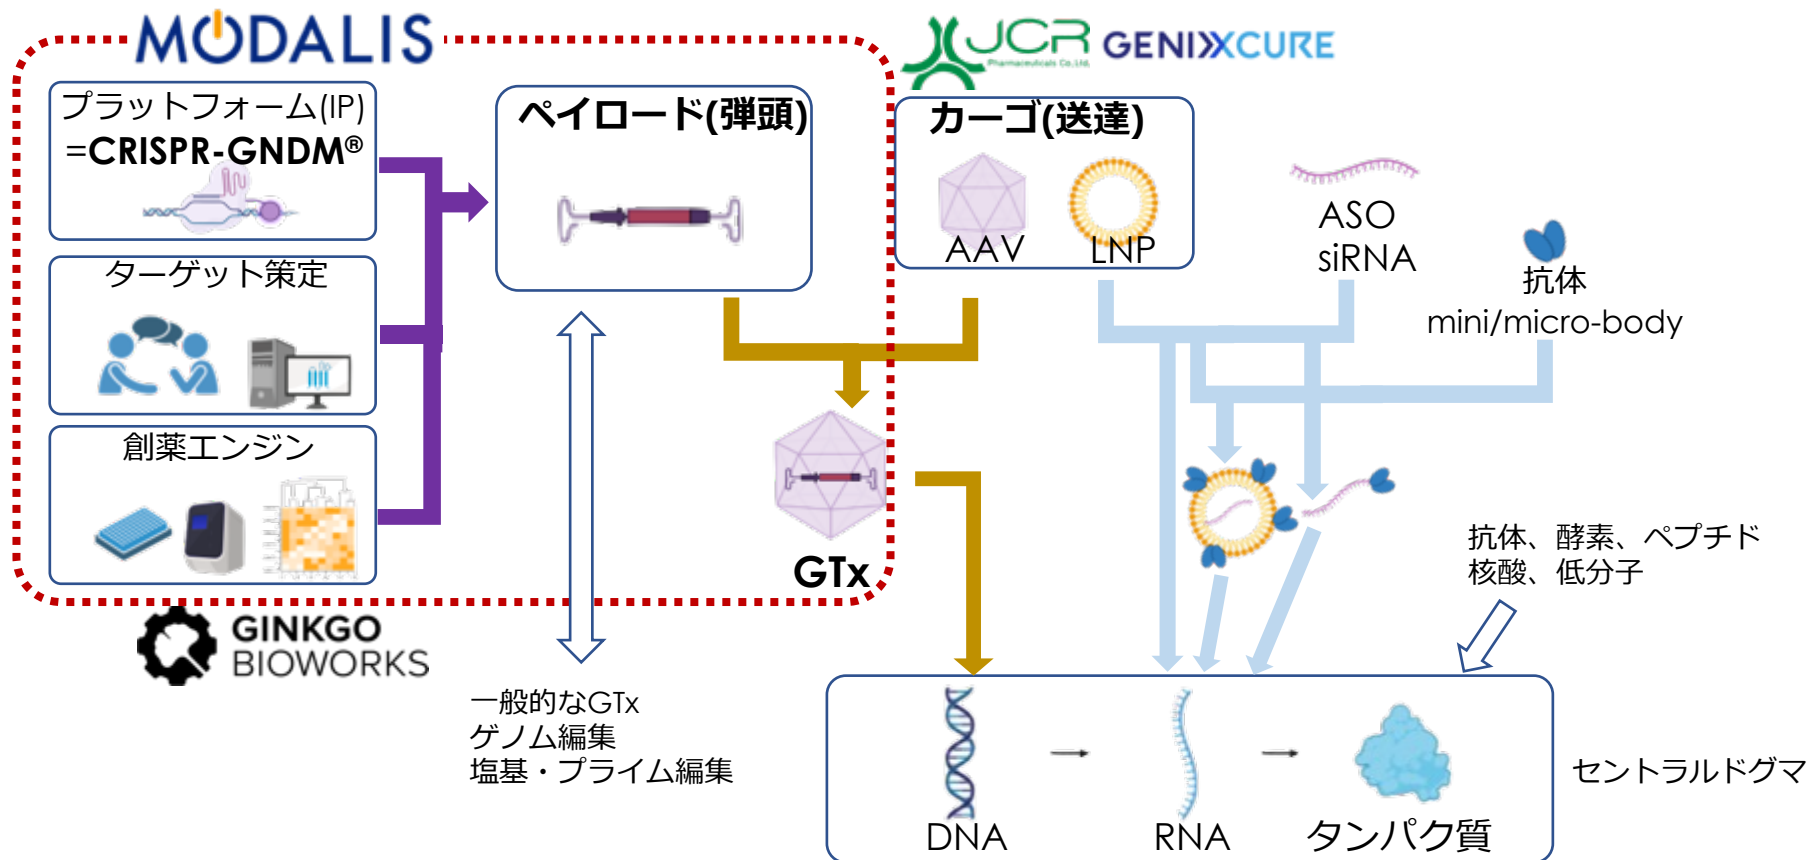 MODALIS
JCR
Pharmaceuticals Co., Ltd.
GENIXCURE
プラットフォーム(IP)
=CRISPR-GNDM®
ペイロード(弾頭)
カーゴ(送達)
AAV
LNP
ASO
siRNA
抗体
mini/micro-body
ターゲット策定
創薬エンジン
GTx
GINKGO
BIOWORKS
抗体、酵素、ペプチド
核酸、低分子
一般的なGTx
ゲノム編集
塩基・プライム編集
DNA
RNA
タンパク質
セントラルドグマ